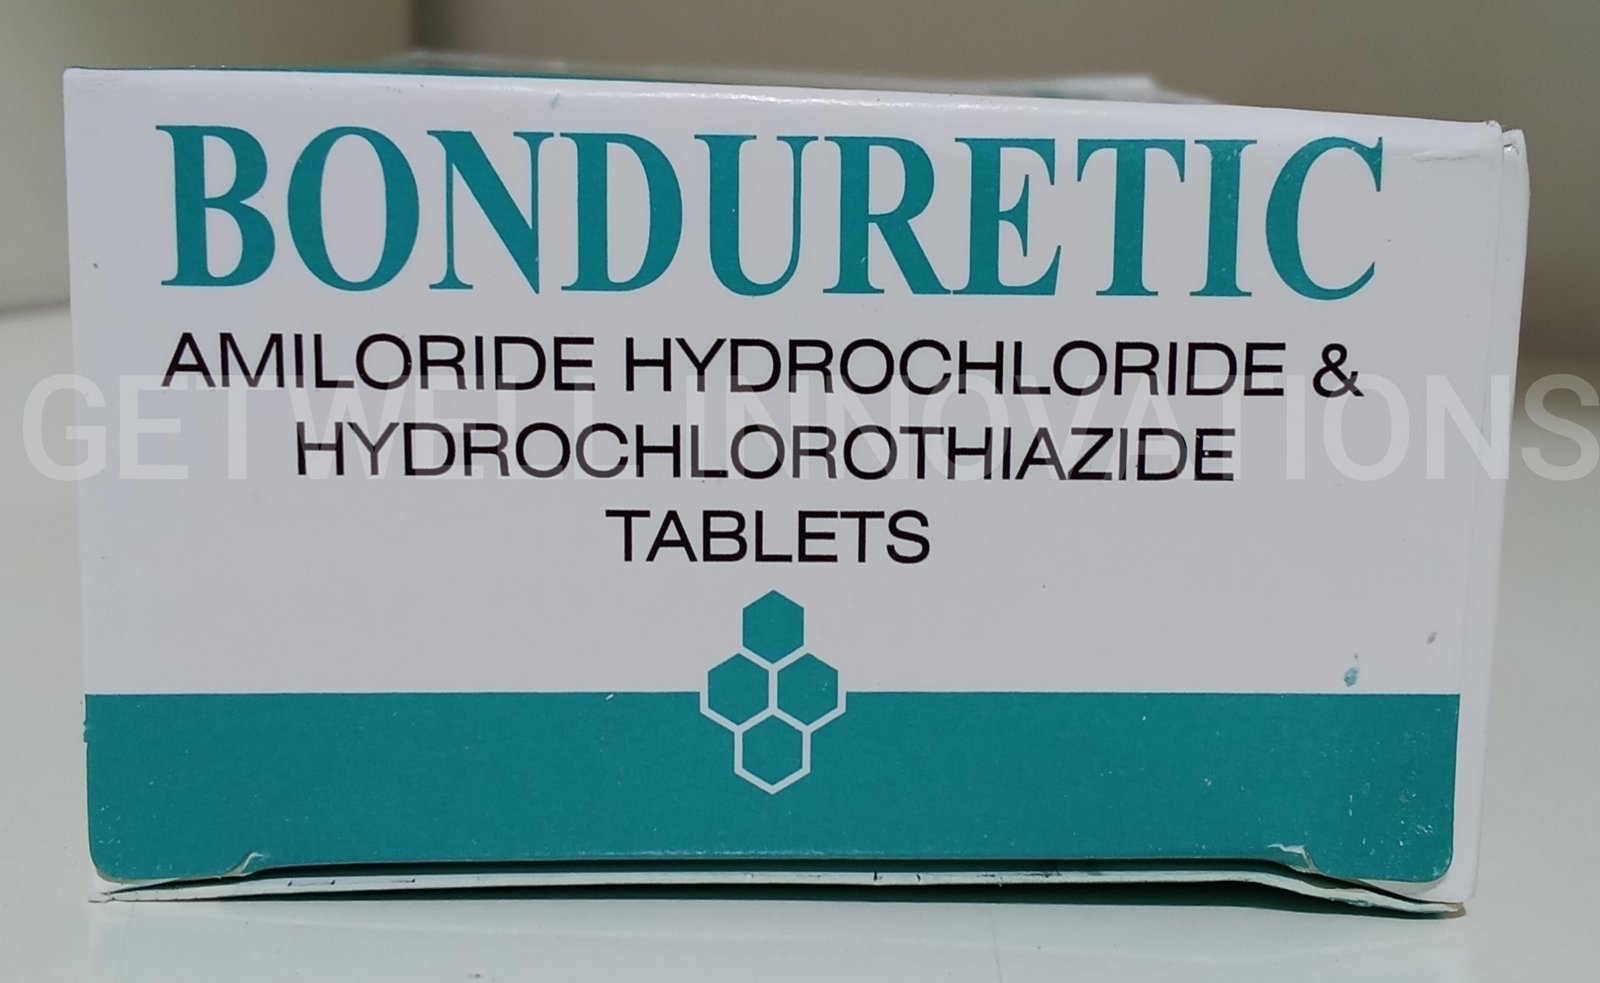 BONDURETIC
AMILORIDE HYDROCHLORIDE &
GETWELL INNOVATIONS
HYDROCHLOROTHIAZIDE
TABLETS